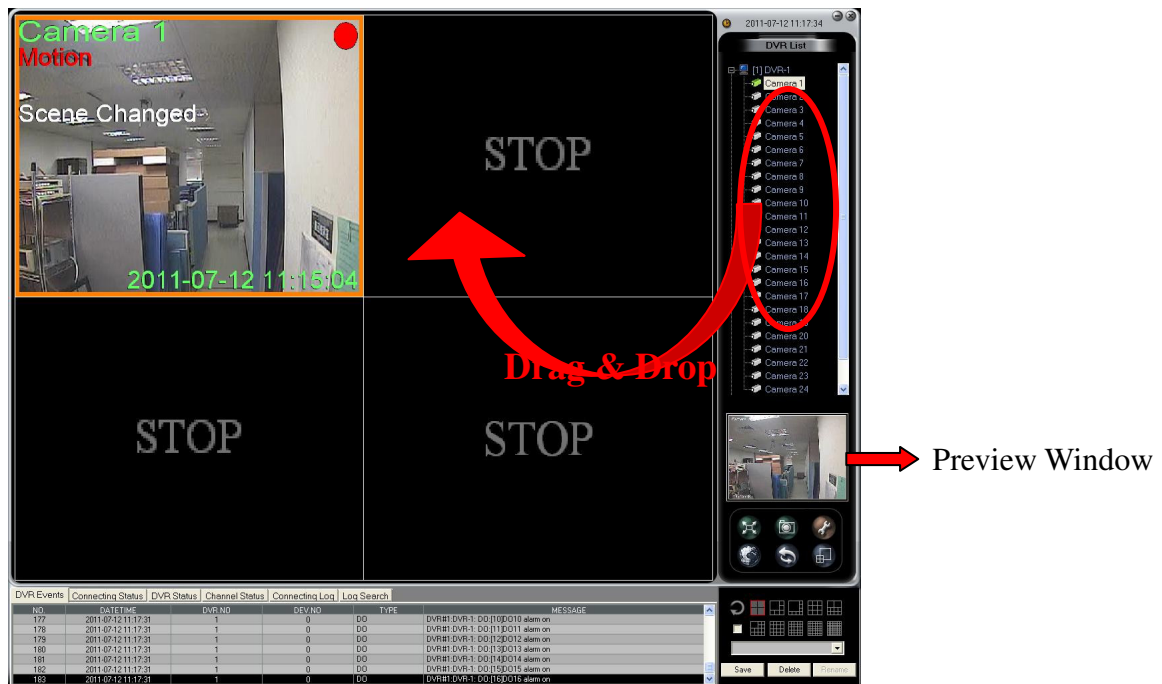 Camera 1
Motion
Scene Changed
2011-07-12 11:15:04
STOP
STOP
STOP
Drag & Drop
2011-07-12 11:17:34
DVR List
[1] DVR-1
Camera 1
Camera 2
Camera 3
Camera 4
Camera 5
Camera 6
Camera 7
Camera 8
Camera 9
Camera 10
Camera 11
Camera 12
Camera 13
Camera 14
Camera 15
Camera 16
Camera 17
Camera 18
Camera 19
Camera 20
Camera 21
Camera 22
Camera 23
Camera 24
Preview Window
DVR Events Connecting Status DVR Status Channel Status Connecting Log Log Search
NO. DATETIME DVR.NO DEV.NO TYPE MESSAGE
177 2011-07-12 11:17:31 1 0 DO DVR#1:DVR-1: DO:[10]DO10 alarm on
178 2011-07-12 11:17:31 1 0 DO DVR#1:DVR-1: DO:[11]DO11 alarm on
179 2011-07-12 11:17:31 1 0 DO DVR#1:DVR-1: DO:[12]DO12 alarm on
180 2011-07-12 11:17:31 1 0 DO DVR#1:DVR-1: DO:[13]DO13 alarm on
181 2011-07-12 11:17:31 1 0 DO DVR#1:DVR-1: DO:[14]DO14 alarm on
182 2011-07-12 11:17:31 1 0 DO DVR#1:DVR-1: DO:[15]DO15 alarm on
183 2011-07-12 11:17:31 1 0 DO DVR#1:DVR-1: DO:[16]DO16 alarm on
Save Delete Rename